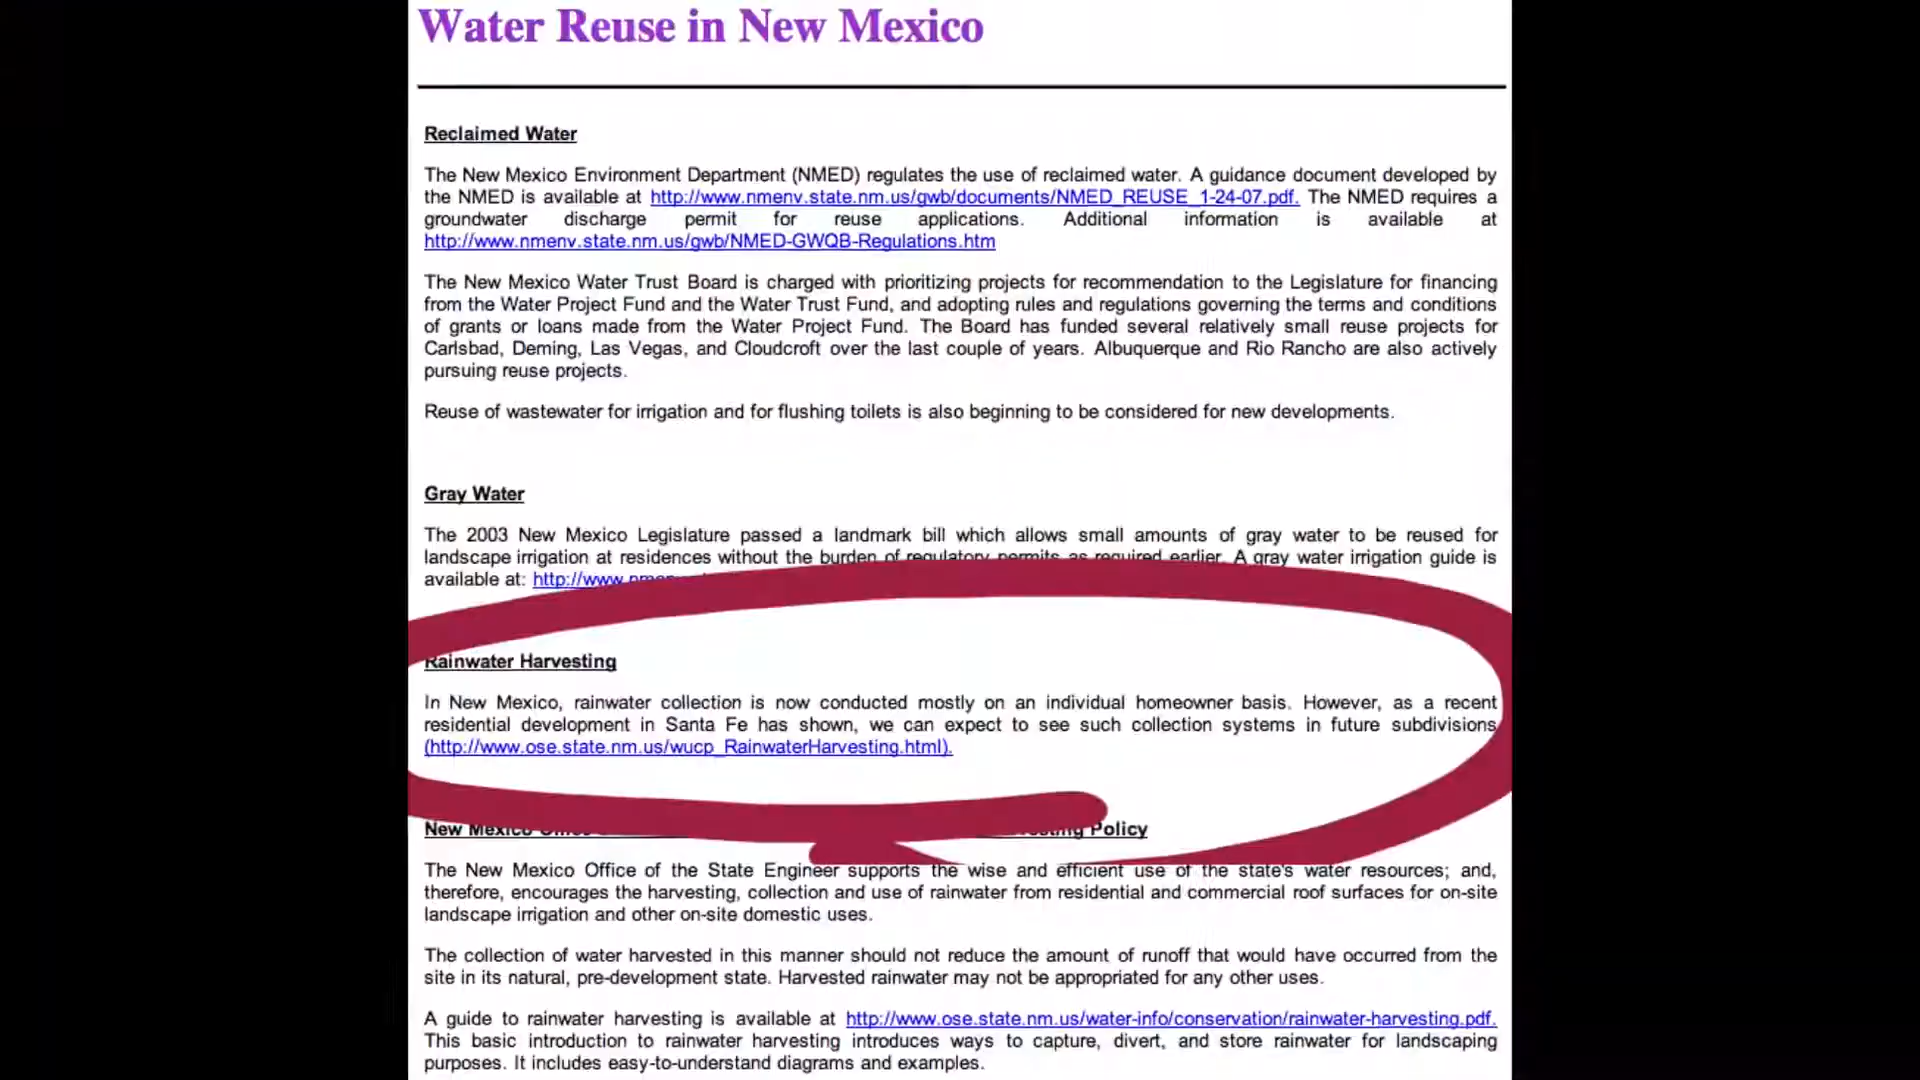 Water Reuse in New Mexico
Reclaimed Water
The New Mexico Environment Department (NMED) regulates the use of reclaimed water. A guidance document developed by
the NMED is available at http://www.nmenv.state.nm.us/gwb/documents/NMED_REUSE_1-24-07.pdf. The NMED requires a
groundwater discharge permit for reuse applications. Additional information is available at
http://www.nmenv.state.nm.us/gwb/NMED-GWQB-Regulations.htm
The New Mexico Water Trust Board is charged with prioritizing projects for recommendation to the Legislature for financing
from the Water Project Fund and the Water Trust Fund, and adopting rules and regulations governing the terms and conditions
of grants or loans made from the Water Project Fund. The Board has funded several relatively small reuse projects for
Carlsbad, Deming, Las Vegas, and Cloudcroft over the last couple of years. Albuquerque and Rio Rancho are also actively
pursuing reuse projects.
Reuse of wastewater for irrigation and for flushing toilets is also beginning to be considered for new developments.
Gray Water
The 2003 New Mexico Legislature passed a landmark bill which allows small amounts of gray water to be reused for
landscape irrigation at residences without the burden of regulatory permits as required earlier. A gray water irrigation guide is
available at: http://www
Rainwater Harvesting
In New Mexico, rainwater collection is now conducted mostly on an individual homeowner basis. However, as a recent
residential development in Santa Fe has shown, we can expect to see such collection systems in future subdivisions
(http://www.ose.state.nm.us/wucp_RainwaterHarvesting.html).
New Mexico Policy
The New Mexico Office of the State Engineer supports the wise and efficient use of the state's water resources; and,
therefore, encourages the harvesting, collection and use of rainwater from residential and commercial roof surfaces for on-site
landscape irrigation and other on-site domestic uses.
The collection of water harvested in this manner should not reduce the amount of runoff that would have occurred from the
site in its natural, pre-development state. Harvested rainwater may not be appropriated for any other uses.
A guide to rainwater harvesting is available at http://www.ose.state.nm.us/water-info/conservation/rainwater-harvesting.pdf.
This basic introduction to rainwater harvesting introduces ways to capture, divert, and store rainwater for landscaping
purposes. It includes easy-to-understand diagrams and examples.